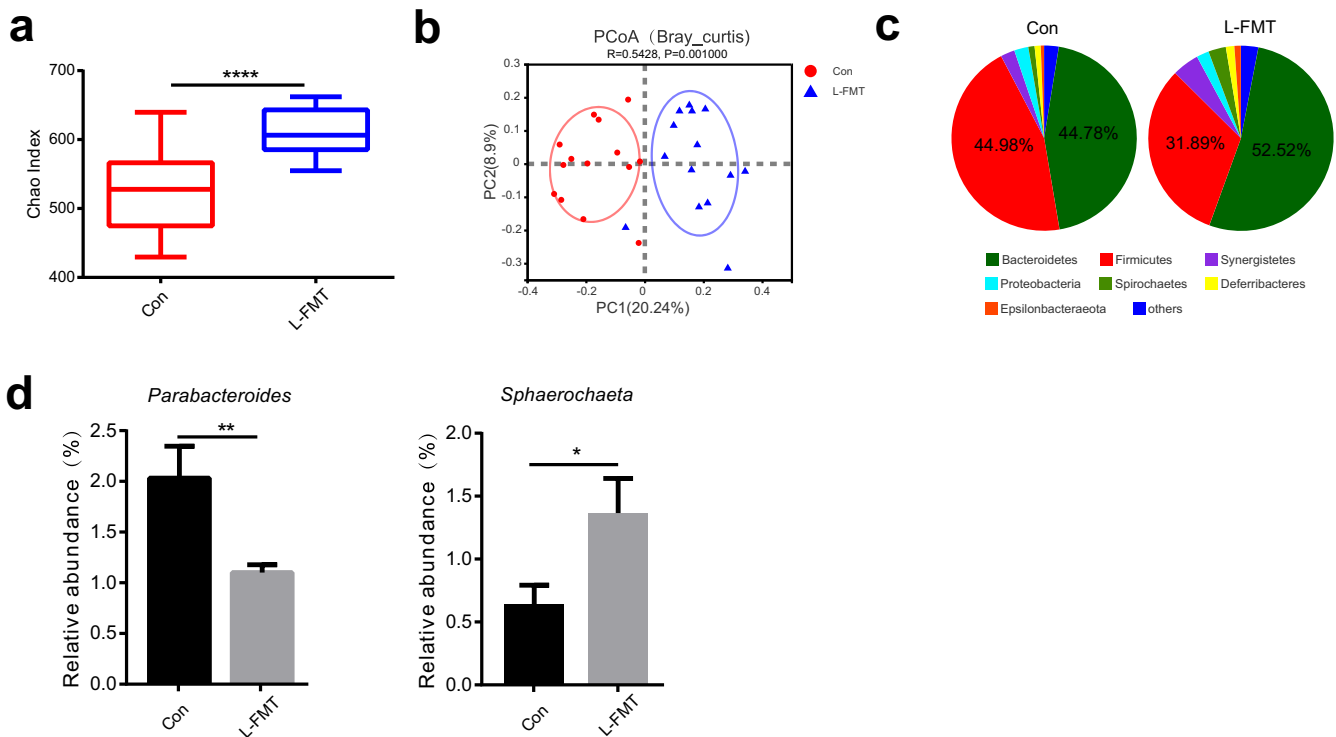 a
700
600
500
400
Chao Index
****
Con
L-FMT
b
PCoA（Bray_curtis)
R=0.5428, P=0.001000
0.3
0.2
0.1
0
-0.1
-0.2
-0.3
PC2(8.9%)
-0.4
-0.2
0
0.2
0.4
PC1(20.24%)
Con
L-FMT
c
Con
L-FMT
44.98%
44.78%
31.89%
52.52%
Bacteroidetes
Firmicutes
Synergistetes
Proteobacteria
Spirochaetes
Deferribacteres
Epsilonbacteraeota
others
d
Parabacteroides
Relative abundance（%）
2.5
2.0
1.5
1.0
0.5
0.0
**
Con
L-FMT
Sphaerochaeta
Relative abundance（%）
2.0
1.5
1.0
0.5
0.0
*
Con
L-FMT